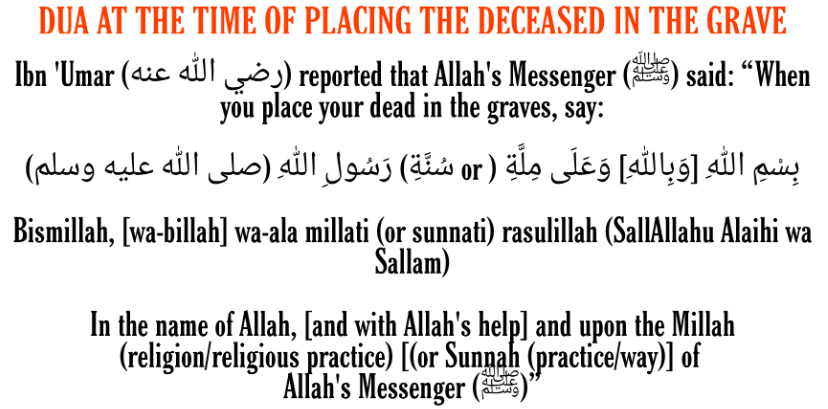 DUA AT THE TIME OF PLACING THE DECEASED IN THE GRAVE
Ibn 'Umar (رضي الله عنه) reported that Allah's Messenger (ﷺ) said: “When
you place your dead in the graves, say:
بِسْمِ اللَّهِ [وَبِاللَّهِ] وَعَلَى مِلَّةِ ( or سُنَّةِ) رَسُولِ اللَّهِ (صلى الله عليه وسلم)
Bismillah, [wa-billah] wa-ala millati (or sunnati) rasulillah (SallAllahu Alaihi wa
Sallam)
In the name of Allah, [and with Allah's help] and upon the Millah
(religion/religious practice) [(or Sunnah (practice/way)] of
Allah's Messenger (ﷺ)”